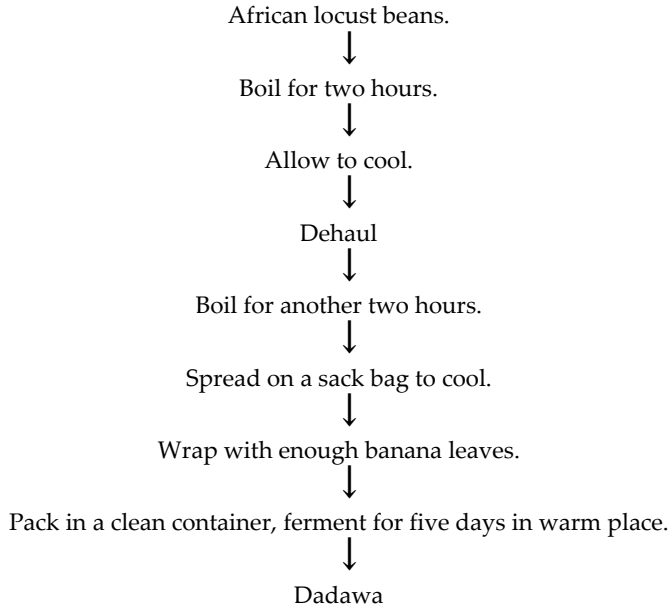 African locust beans.
Boil for two hours.
Allow to cool.
Dehaul
Boil for another two hours.
Spread on a sack bag to cool.
Wrap with enough banana leaves.
Pack in a clean container, ferment for five days in warm place.
Dadawa